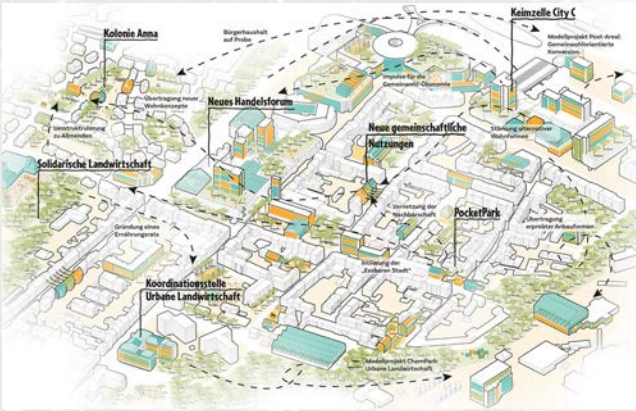 Keimzelle City C
Kolonie Anna
Bürgerhaushalt
auf Probe
Modellprojekt Post-Areal:
Gemeinwohlorientierte
Konversion
Impulse für die
Gemeinwohl-Ökonomie
Übertragung neuer
Wohnkonzepte
Neues Handelsforum
Umstrukturierung
zu Allmenden
Neue gemeinschaftliche
Nutzungen
Stärkung alternativer
Wohnformen
Solidarische Landwirtschaft
Vernetzung der
Nachbarschaft
PocketPark
Übertragung
erprobter Anbauformen
Gründung eines
Ernährungsrats
Initiierung der
„Essbaren Stadt"
Koordinationsstelle
Urbane Landwirtschaft
Modellprojekt ChemPark:
Urbane Landwirtschaft